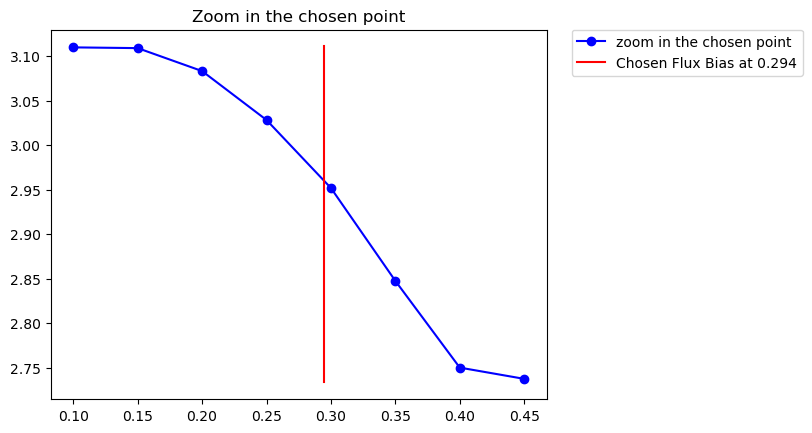 Zoom in the chosen point
zoom in the chosen point
Chosen Flux Bias at 0.294
3.10
3.05
3.00
2.95
2.90
2.85
2.80
2.75
0.10 0.15 0.20 0.25 0.30 0.35 0.40 0.45